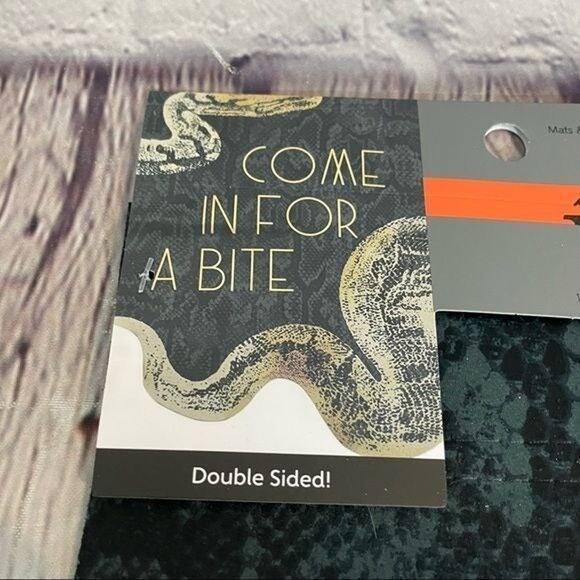 COME
IN FOR
A BITE
Double Sided!
Mats &